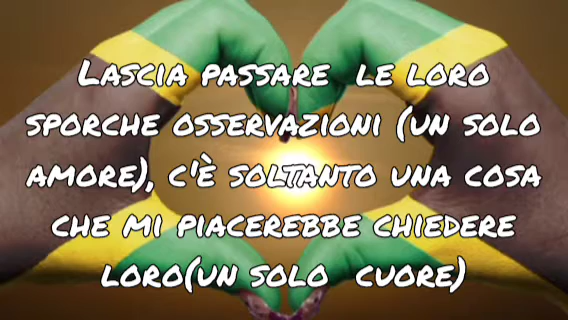 Lascia passare le loro
sporche osservazioni (un solo
amore), c'è soltanto una cosa
che mi piacerebbe chiedere
loro(un solo cuore)